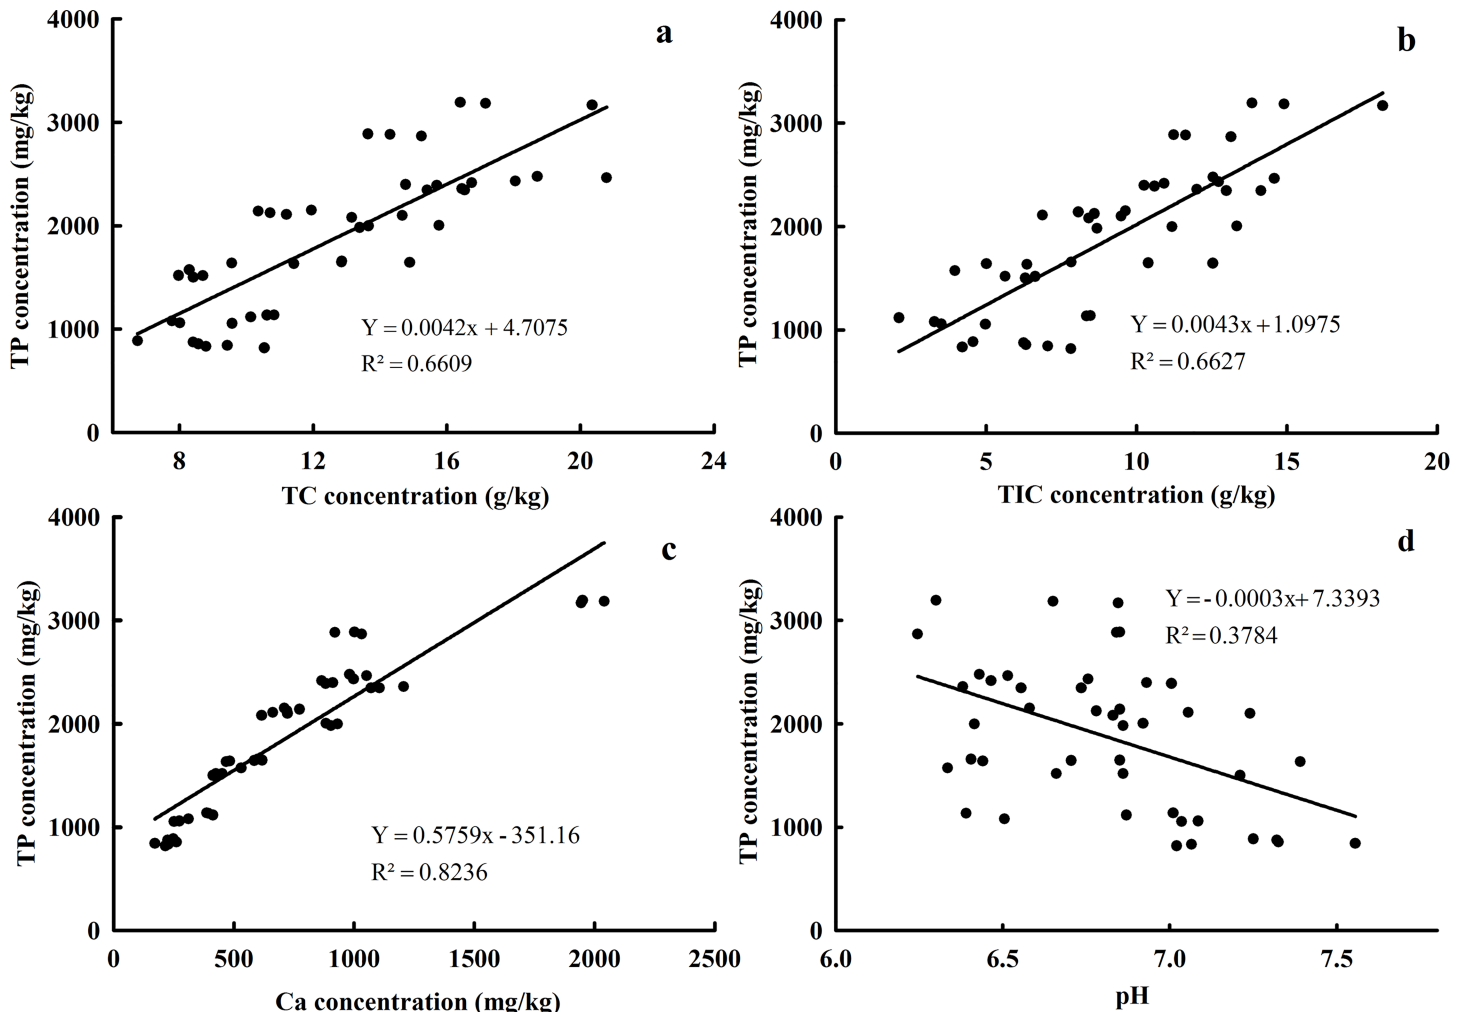 a
TP concentration (mg/kg)
4000
3000
2000
1000
0
Y = 0.0042x + 4.7075
R² = 0.6609
8 12 16 20 24
TC concentration (g/kg)
b
TP concentration (mg/kg)
4000
3000
2000
1000
0
Y = 0.0043x + 1.0975
R² = 0.6627
0 5 10 15 20
TIC concentration (g/kg)
c
TP concentration (mg/kg)
4000
3000
2000
1000
0
Y = 0.5759x - 351.16
R² = 0.8236
0 500 1000 1500 2000 2500
Ca concentration (mg/kg)
d
TP concentration (mg/kg)
4000
3000
2000
1000
0
Y = - 0.0003x+ 7.3393
R² = 0.3784
6.0 6.5 7.0 7.5
pH